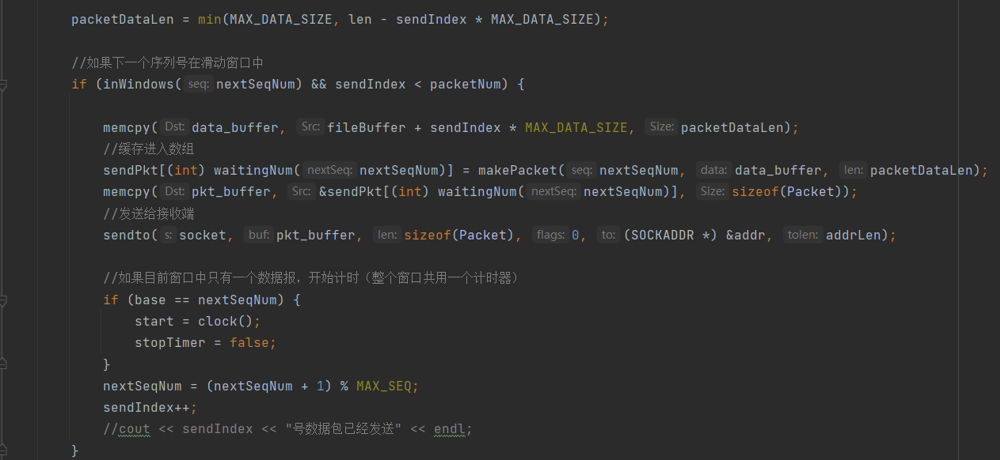 packetDataLen = min(MAX_DATA_SIZE, len - sendIndex * MAX_DATA_SIZE);
//如果下一个序列号在滑动窗口中
if (inWindows( seq: nextSeqNum) && sendIndex < packetNum) {
memcpy( Dst: data_buffer, Src: fileBuffer + sendIndex * MAX_DATA_SIZE, Size: packetDataLen);
//缓存进入数组
sendPkt[(int) waitingNum( nextSeq: nextSeqNum)] = makePacket( seq: nextSeqNum, data: data_buffer, len: packetDataLen);
memcpy( Dst: pkt_buffer, Src: &sendPkt[(int) waitingNum( nextSeq: nextSeqNum)], Size: sizeof(Packet));
//发送给接收端
sendto( s: socket, buf: pkt_buffer, len: sizeof(Packet), flags: 0, to: (SOCKADDR *) &addr, tolen: addrLen);
//如果目前窗口中只有一个数据报，开始计时（整个窗口共用一个计时器）
if (base == nextSeqNum) {
start = clock();
stopTimer = false;
}
nextSeqNum = (nextSeqNum + 1) % MAX_SEQ;
sendIndex++;
//cout << sendIndex << "号数据包已经发送" << endl;
}